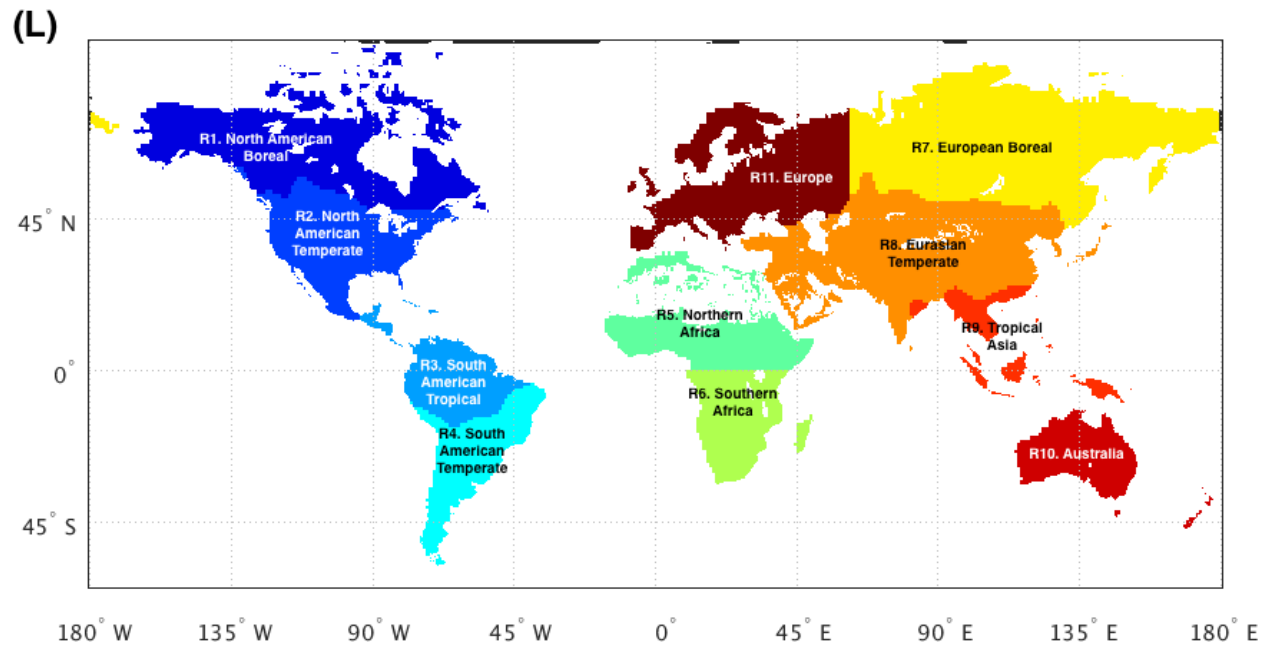 (L)
R1. North American
Boreal
R7. European Boreal
R11. Europe
R2. North
American
Temperate
45° N
R8. Eurasian
Temperate
R5. Northern
Africa
R9. Tropical
Asia
0°
R3. South
American
Tropical
R6. Southern
Africa
R4. South
American
Temperate
R10. Australia
45° S
180° W
135° W
90° W
45° W
0°
45° E
90° E
135° E
180° E